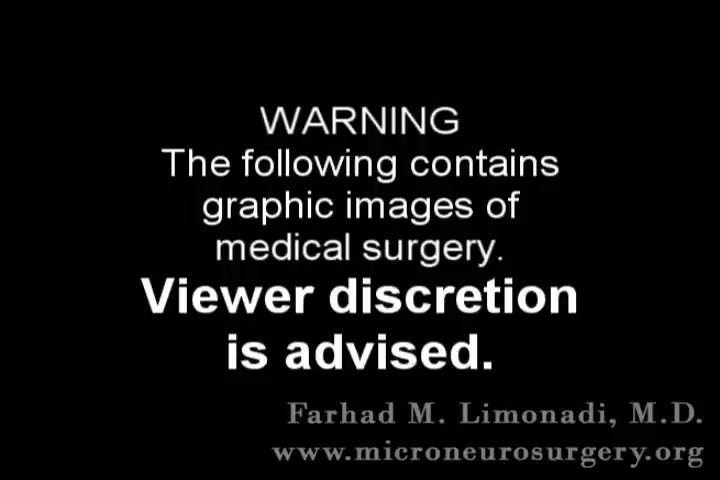 WARNING
The following contains
graphic images of
medical surgery.
Viewer discretion
is advised.
Farhad M. Limonadi, M.D.
www.microneurosurgery.org